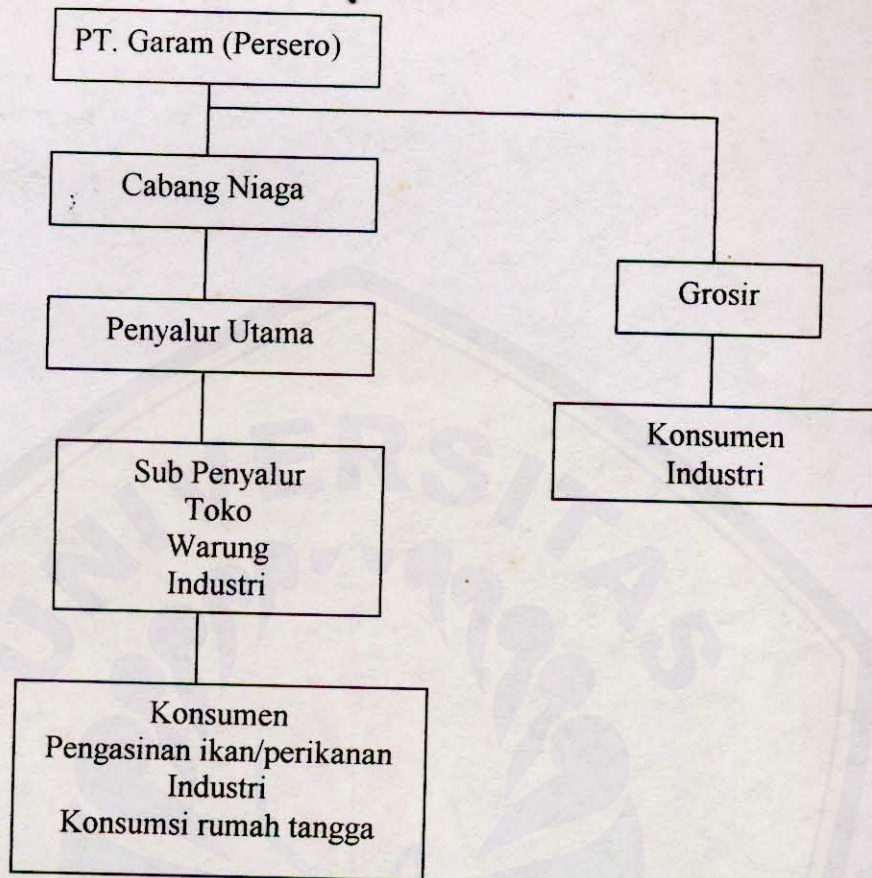 PT. Garam (Persero)
Cabang Niaga
Grosir
Penyalur Utama
Konsumen
Industri
Sub Penyalur
Toko
Warung
Industri
Konsumen
Pengasinan ikan/perikanan
Industri
Konsumsi rumah tangga
UNIVERSITAS